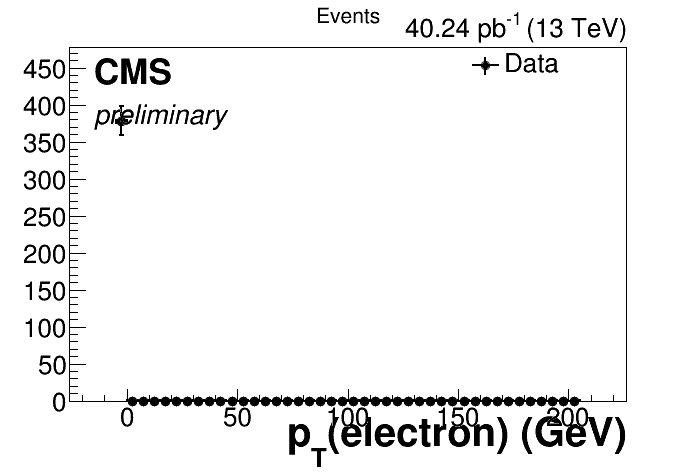 Events
40.24 pb-1 (13 TeV)
CMS
Data
preliminary
450
400
350
300
250
200
150
100
50
0
0 50 100 150 200
pT(electron) (GeV)